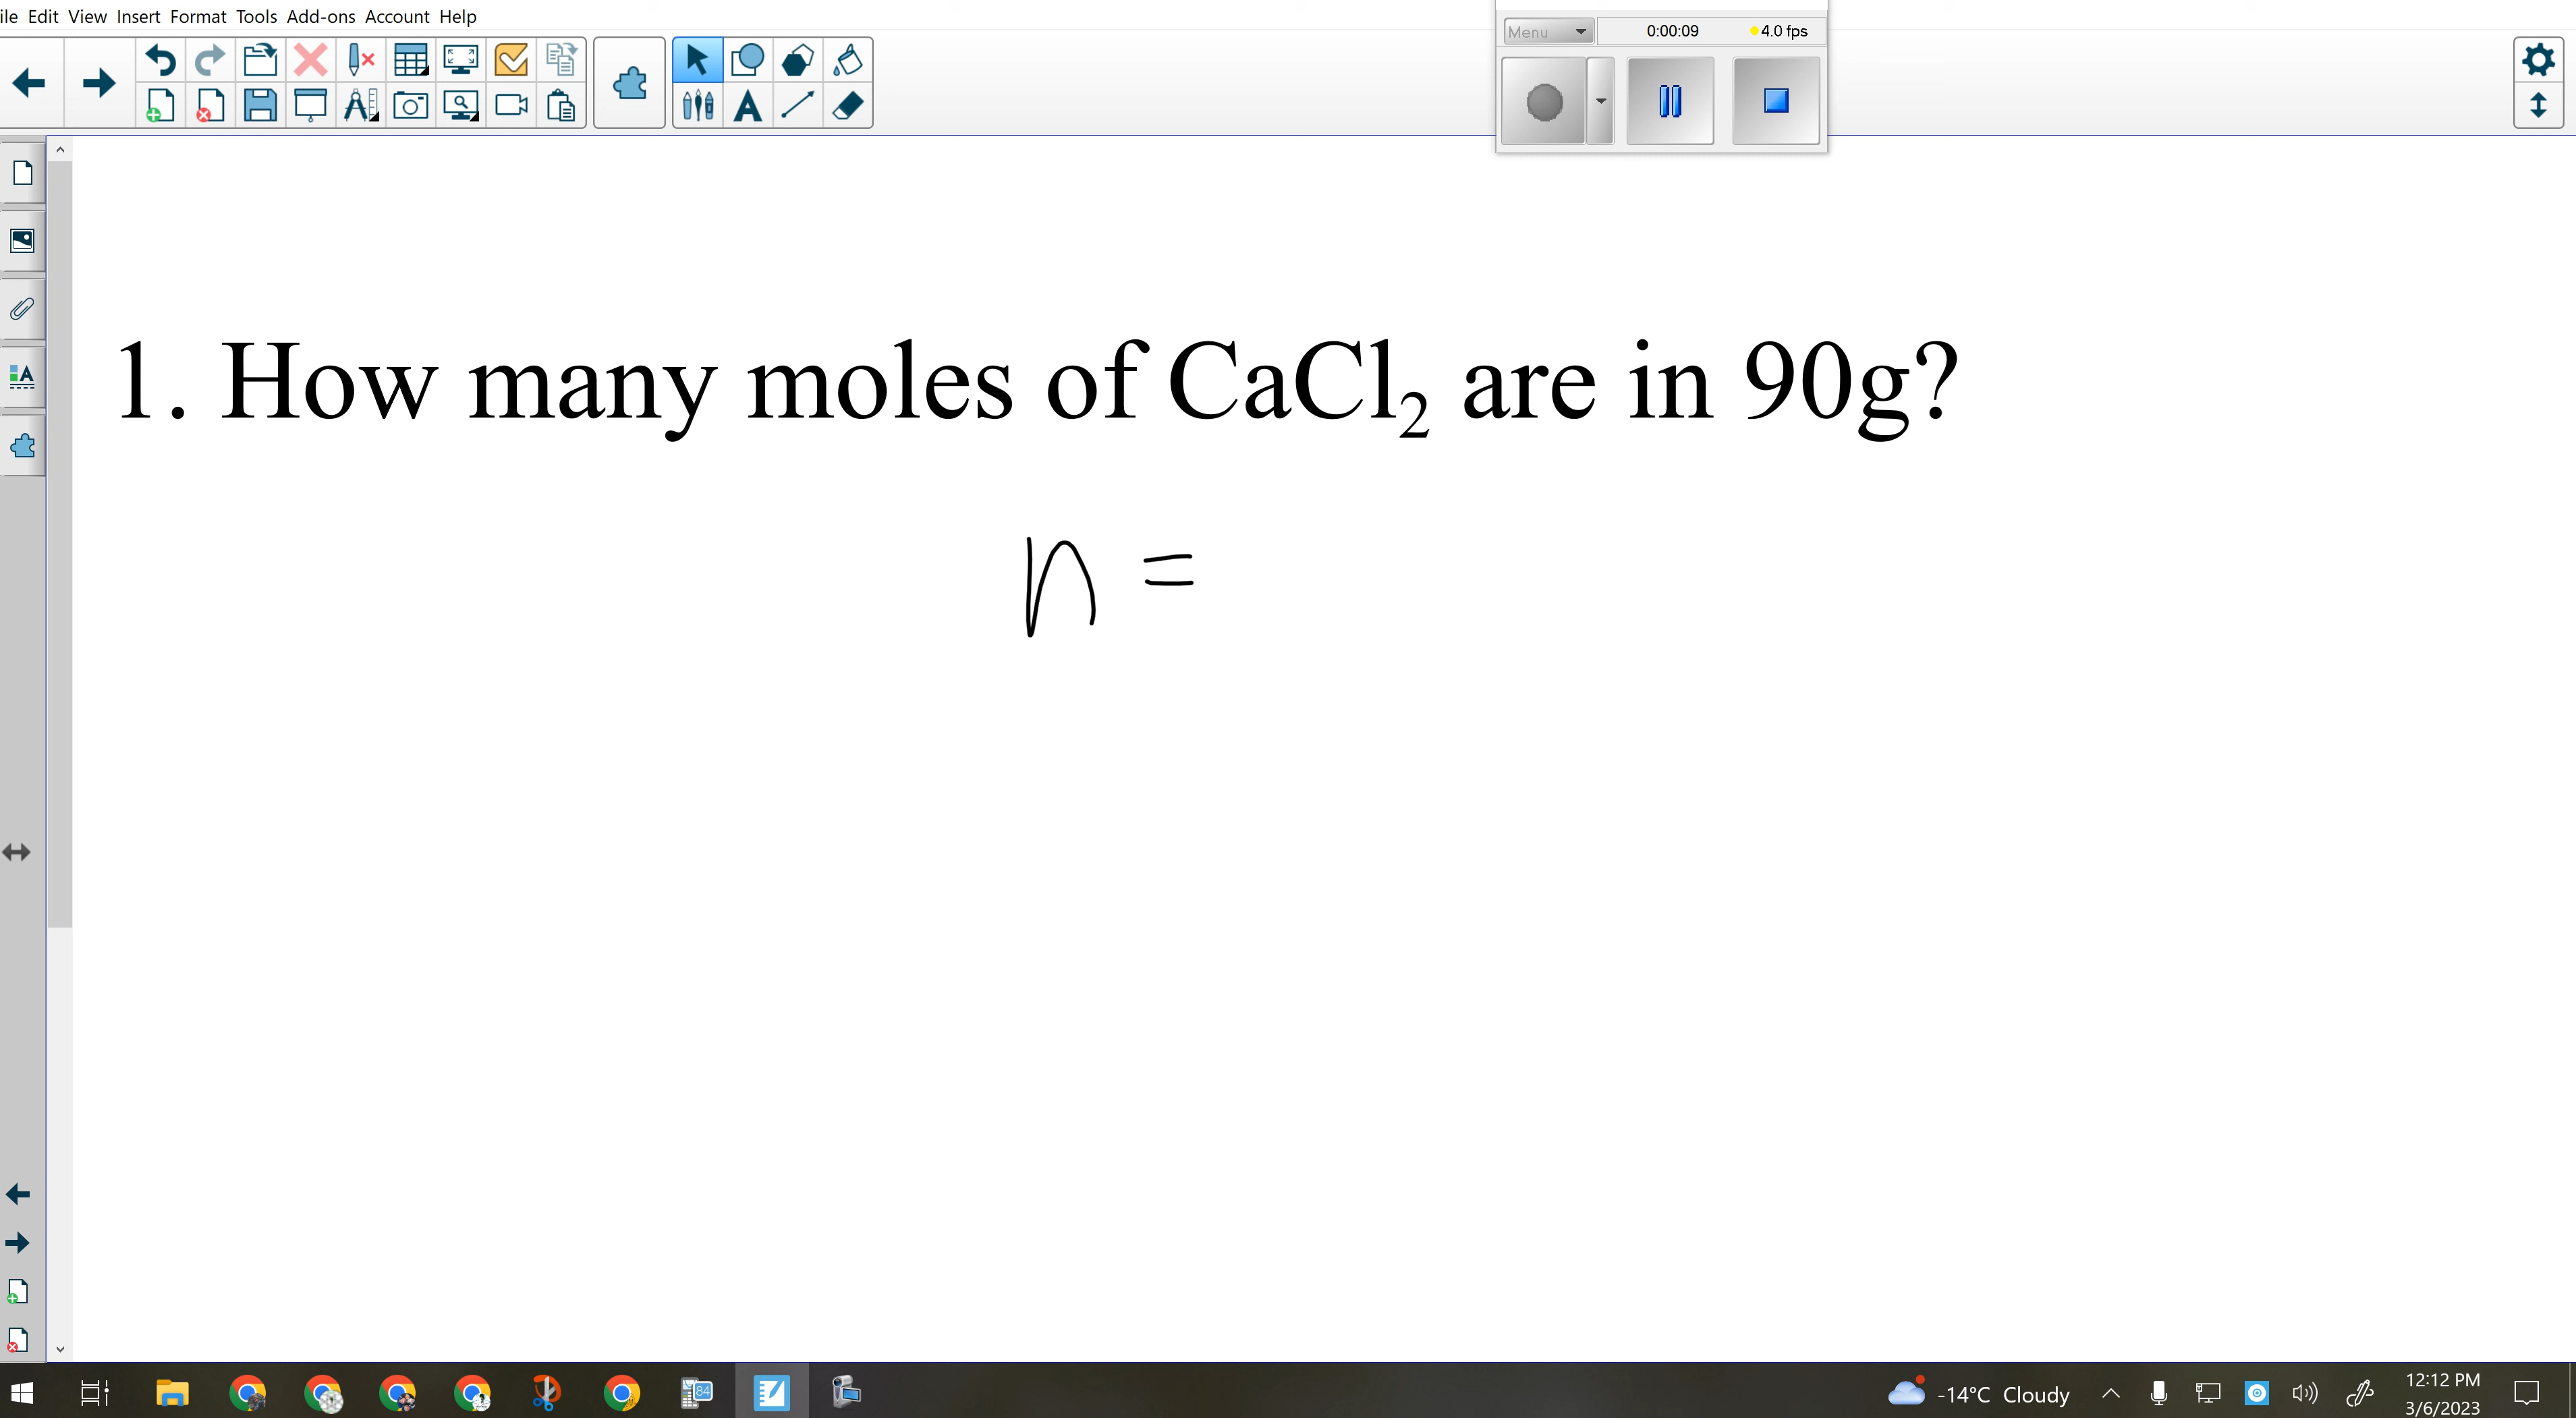 ile Edit View Insert Format Tools Add-ons Account Help
Menu 0:00:09 4.0 fps
1. How many moles of CaCl₂ are in 90g?
n =
84
-14°C Cloudy
12:12 PM
3/6/2023